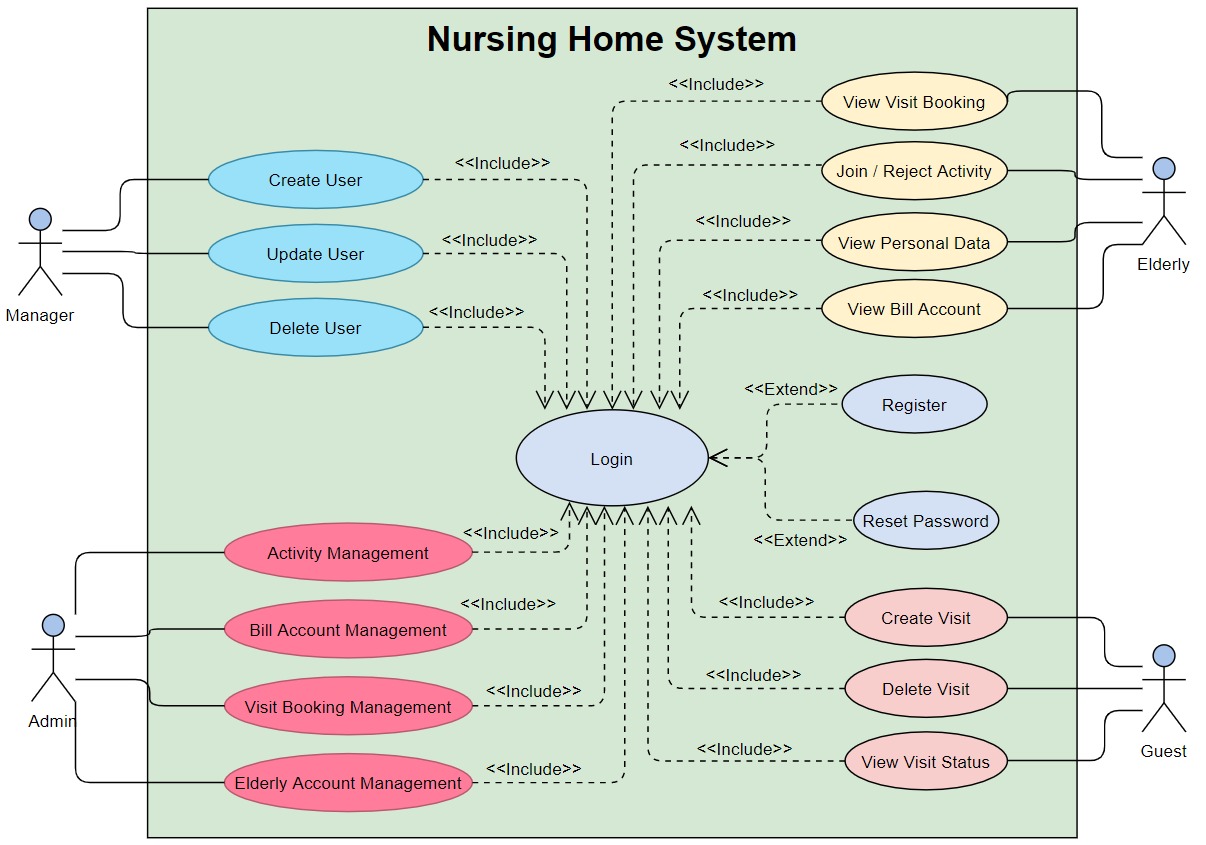 Nursing Home System
<<Include>>
View Visit Booking
<<Include>>
Join / Reject Activity
<<Include>>
Create User
<<Include>>
View Personal Data
<<Include>>
Update User
Elderly
<<Include>>
View Bill Account
Manager
<<Include>>
Delete User
<<Extend>>
Register
Login
Reset Password
<<Extend>>
<<Include>>
Activity Management
<<Include>>
Bill Account Management
<<Include>>
Create Visit
<<Include>>
Delete Visit
<<Include>>
Visit Booking Management
Admin
<<Include>>
View Visit Status
Guest
<<Include>>
Elderly Account Management